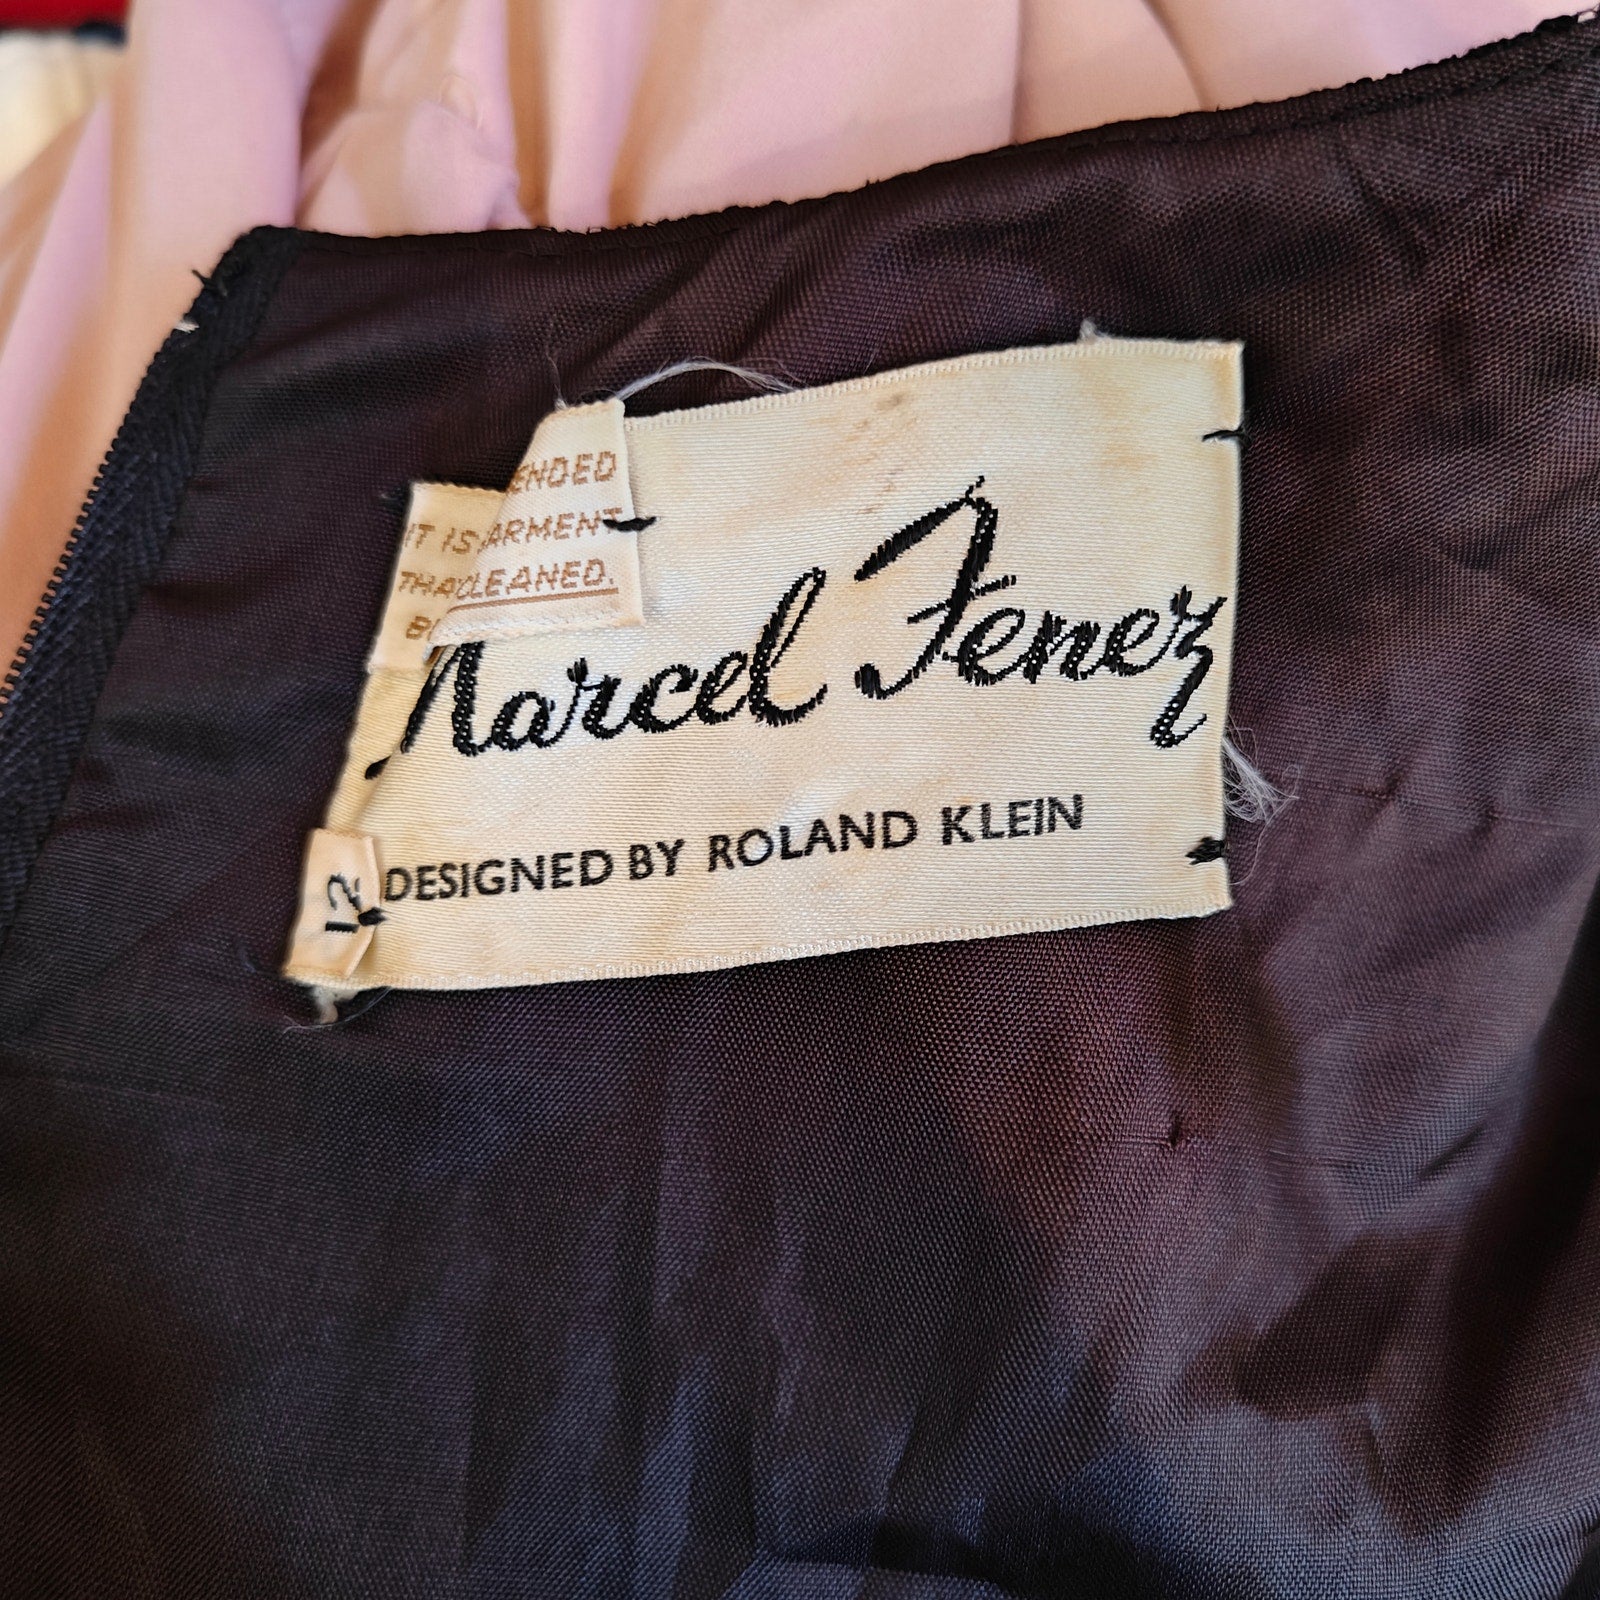 ENDED
IT IS ARMENT
THA CLEANED.
Marcel Fenez
DESIGNED BY ROLAND KLEIN
12